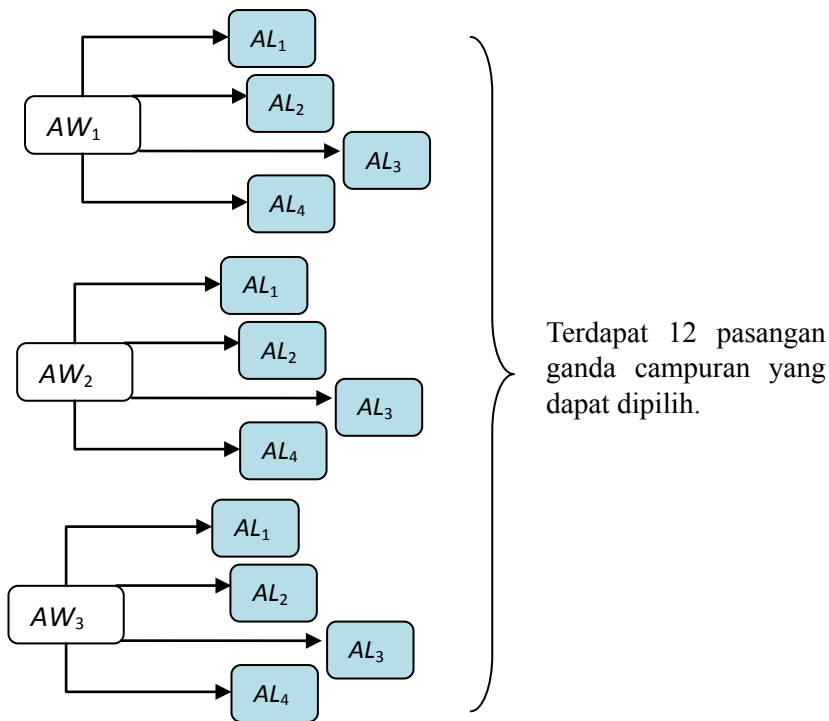 AL₁
AL₂
AW₁
AL₃
AL₄
AL₁
AL₂
AW₂
AL₃
AL₄
AL₁
AL₂
AW₃
AL₃
AL₄
Terdapat 12 pasangan
ganda campuran yang
dapat dipilih.